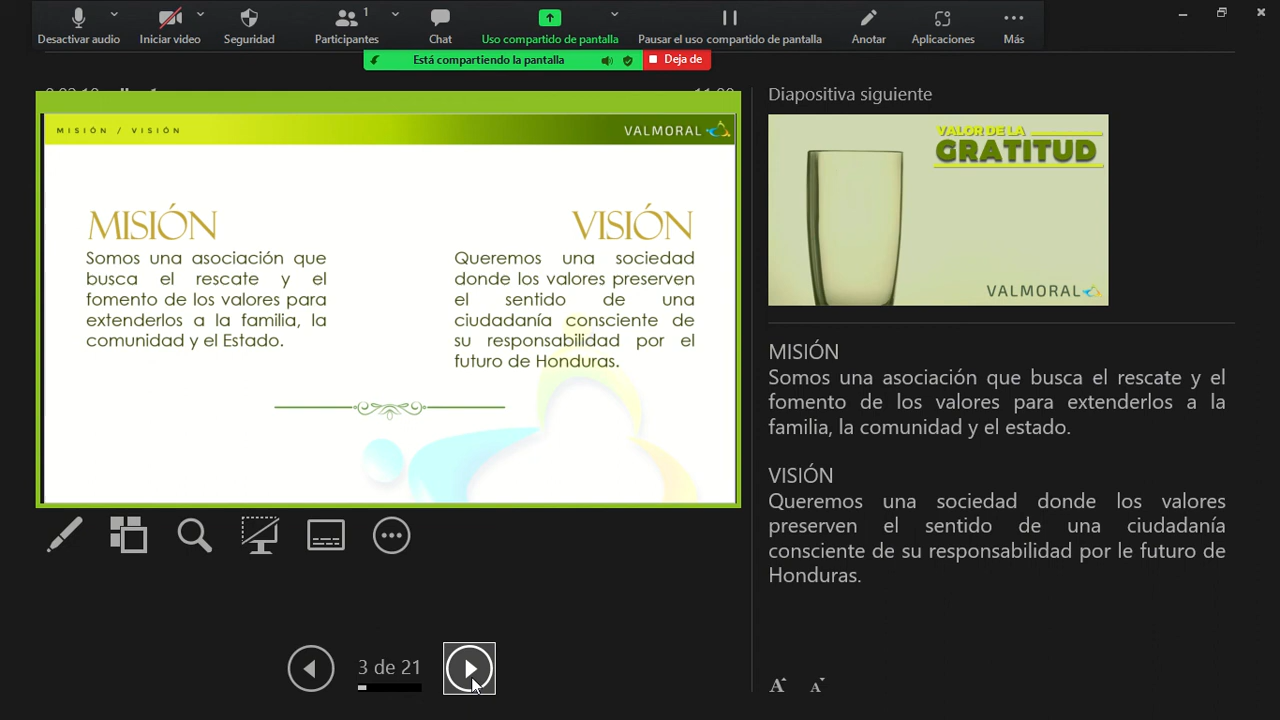 Desactivar audio
Iniciar video
Seguridad
1
Participantes
Chat
Uso compartido de pantalla
Pausar el uso compartido de pantalla
Anotar
Aplicaciones
Más
Está compartiendo la pantalla
Deja de
MISIÓN / VISIÓN
VALMORAL
MISIÓN
Somos una asociación que
busca el rescate y el
fomento de los valores para
extenderlos a la familia, la
comunidad y el Estado.
VISIÓN
Queremos una sociedad
donde los valores preserven
el sentido de una
ciudadanía consciente de
su responsabilidad por el
futuro de Honduras.
3 de 21
Diapositiva siguiente
VALOR DE LA
GRATITUD
VALMORAL
MISIÓN
Somos una asociación que busca el rescate y el
fomento de los valores para extenderlos a la
familia, la comunidad y el estado.
VISIÓN
Queremos una sociedad donde los valores
preserven el sentido de una ciudadanía
consciente de su responsabilidad por le futuro de
Honduras.
A A